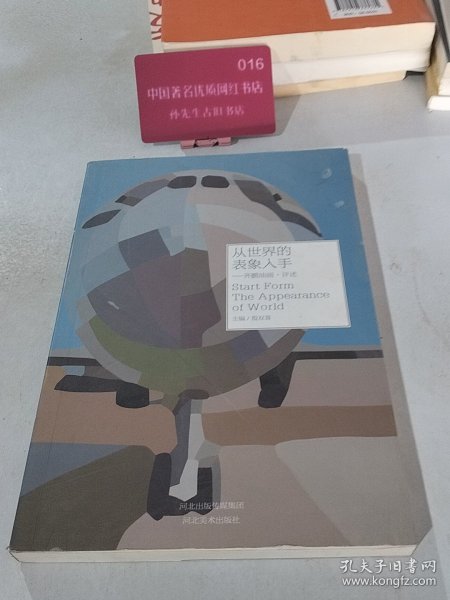 016
中国著名优质网红书店
孙先生古旧书店
从世界的
表象入手
Start Form
The Appearance
of World
河北出版传媒集团
河北美术出版社
孔夫子旧书网
www.kongfz.com